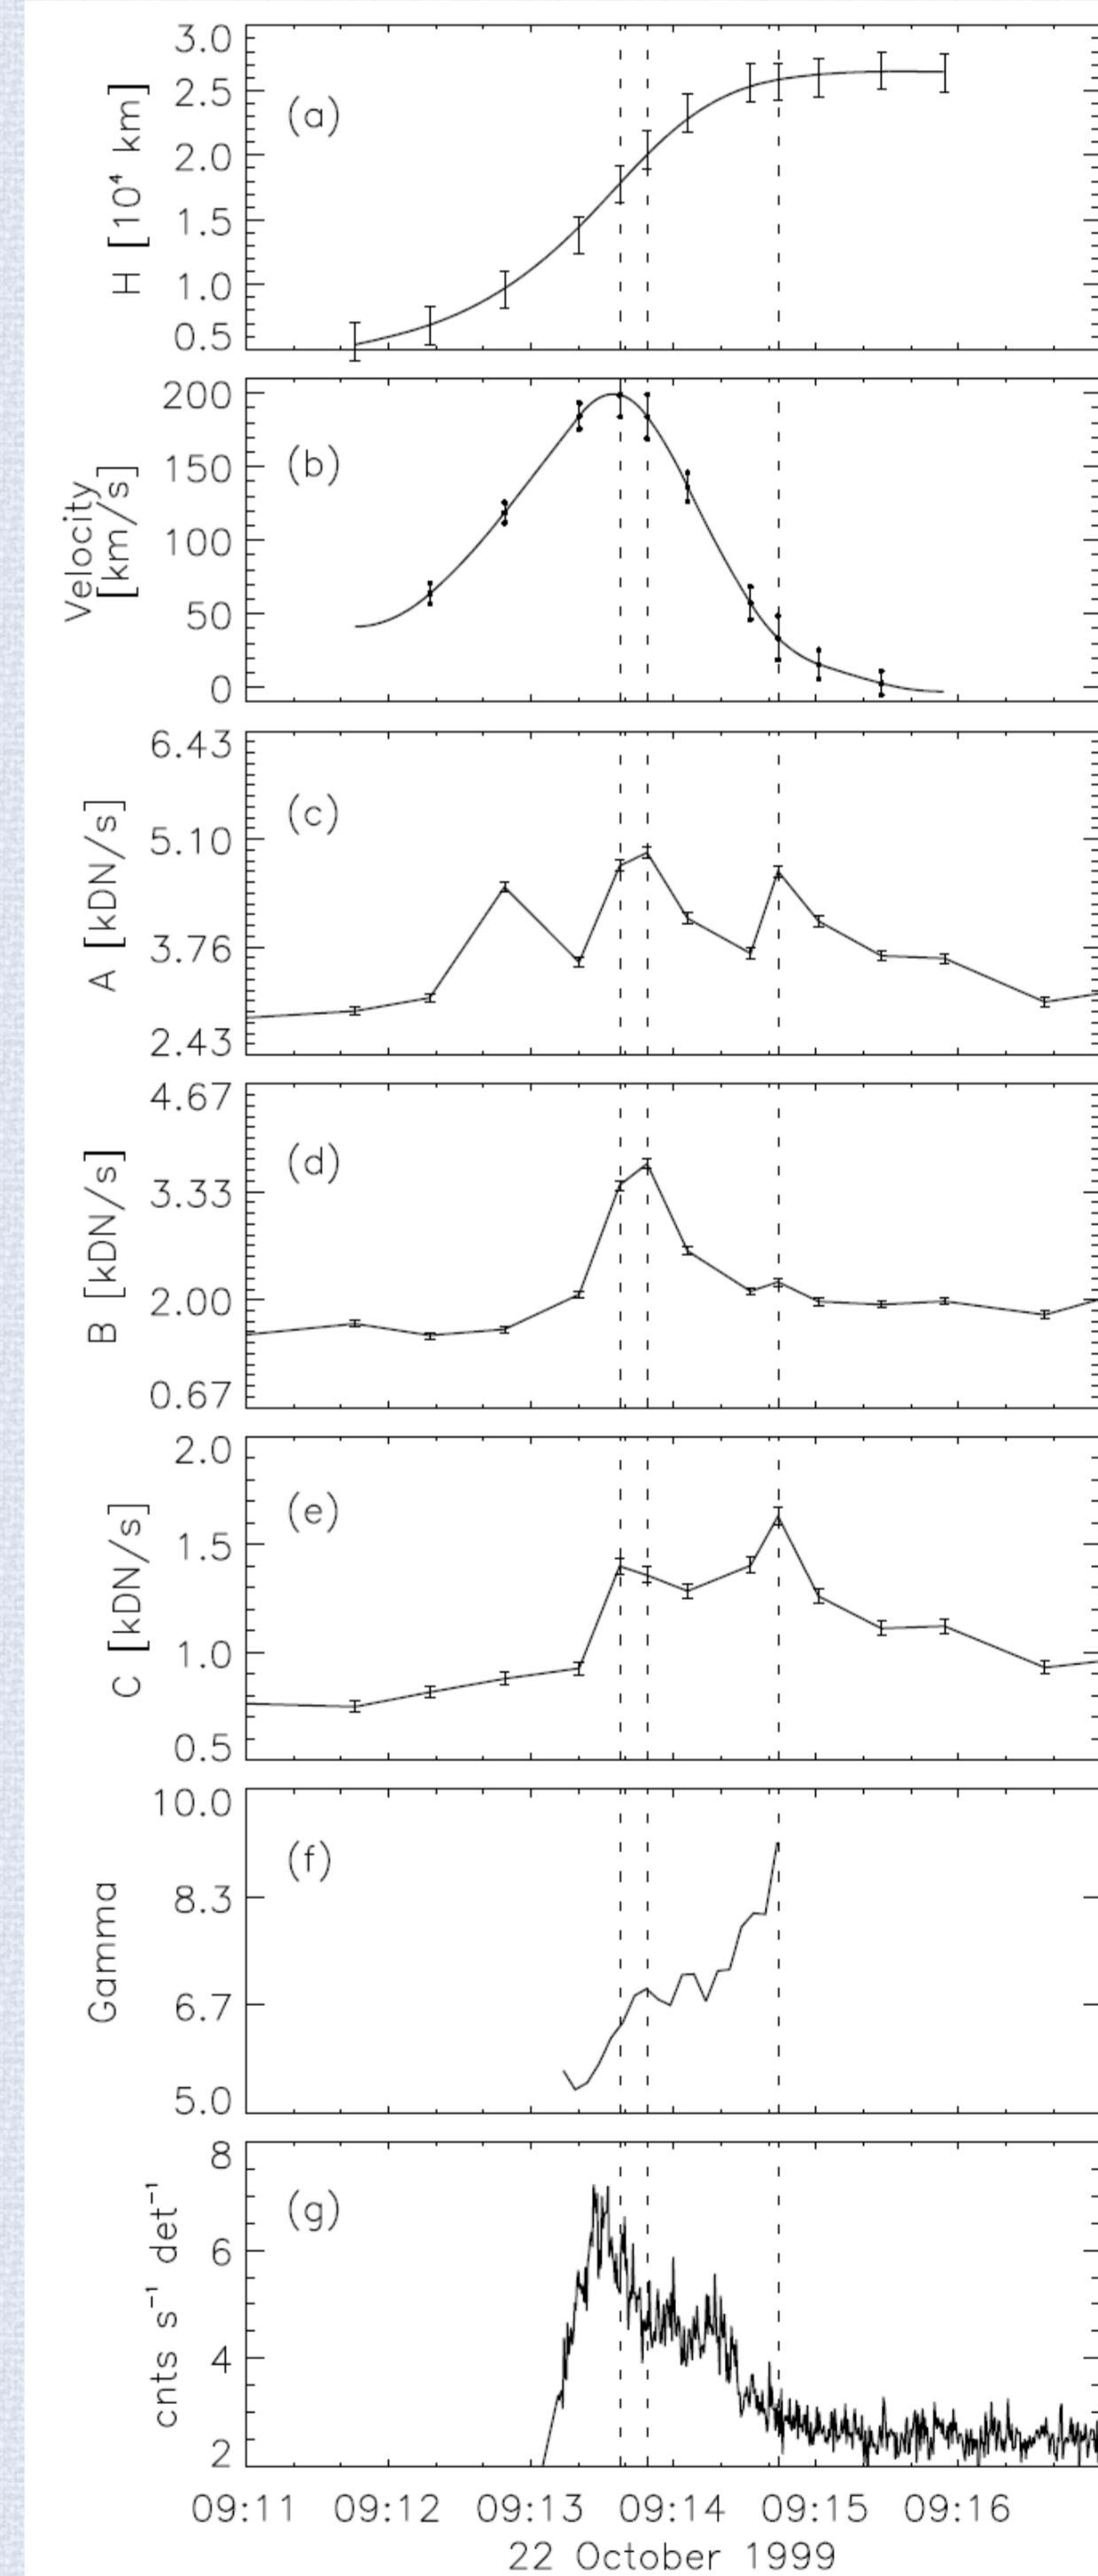 3.0
2.5
2.0
1.5
1.0
0.5
H [10⁴ km]
(a)
200
150
100
50
0
Velocity
[km/s]
(b)
6.43
5.10
3.76
2.43
A [kDN/s]
(c)
4.67
3.33
2.00
0.67
B [kDN/s]
(d)
2.0
1.5
1.0
0.5
C [kDN/s]
(e)
10.0
8.3
6.7
5.0
Gamma
(f)
8
6
4
2
cnts s⁻¹ det⁻¹
(g)
09:11 09:12 09:13 09:14 09:15 09:16
22 October 1999